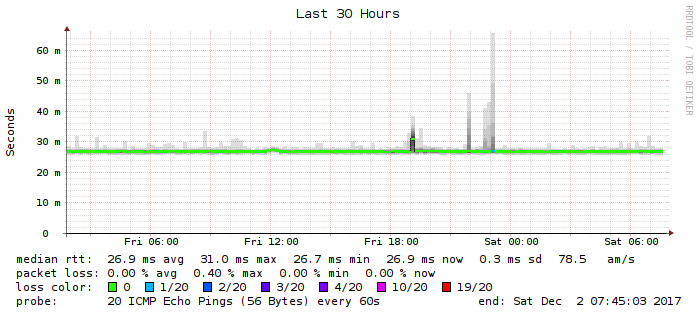 Last 30 Hours
RRDTOOL / TOBI OETIKER
Seconds
60 m
50 m
40 m
30 m
20 m
10 m
0
Fri 06:00 Fri 12:00 Fri 18:00 Sat 00:00 Sat 06:00
median rtt: 26.9 ms avg 31.0 ms max 26.7 ms min 26.9 ms now 0.3 ms sd 78.5 am/s
packet loss: 0.00 % avg 0.40 % max 0.00 % min 0.00 % now
loss color: 0 1/20 2/20 3/20 4/20 10/20 19/20
probe: 20 ICMP Echo Pings (56 Bytes) every 60s end: Sat Dec 2 07:45:03 2017